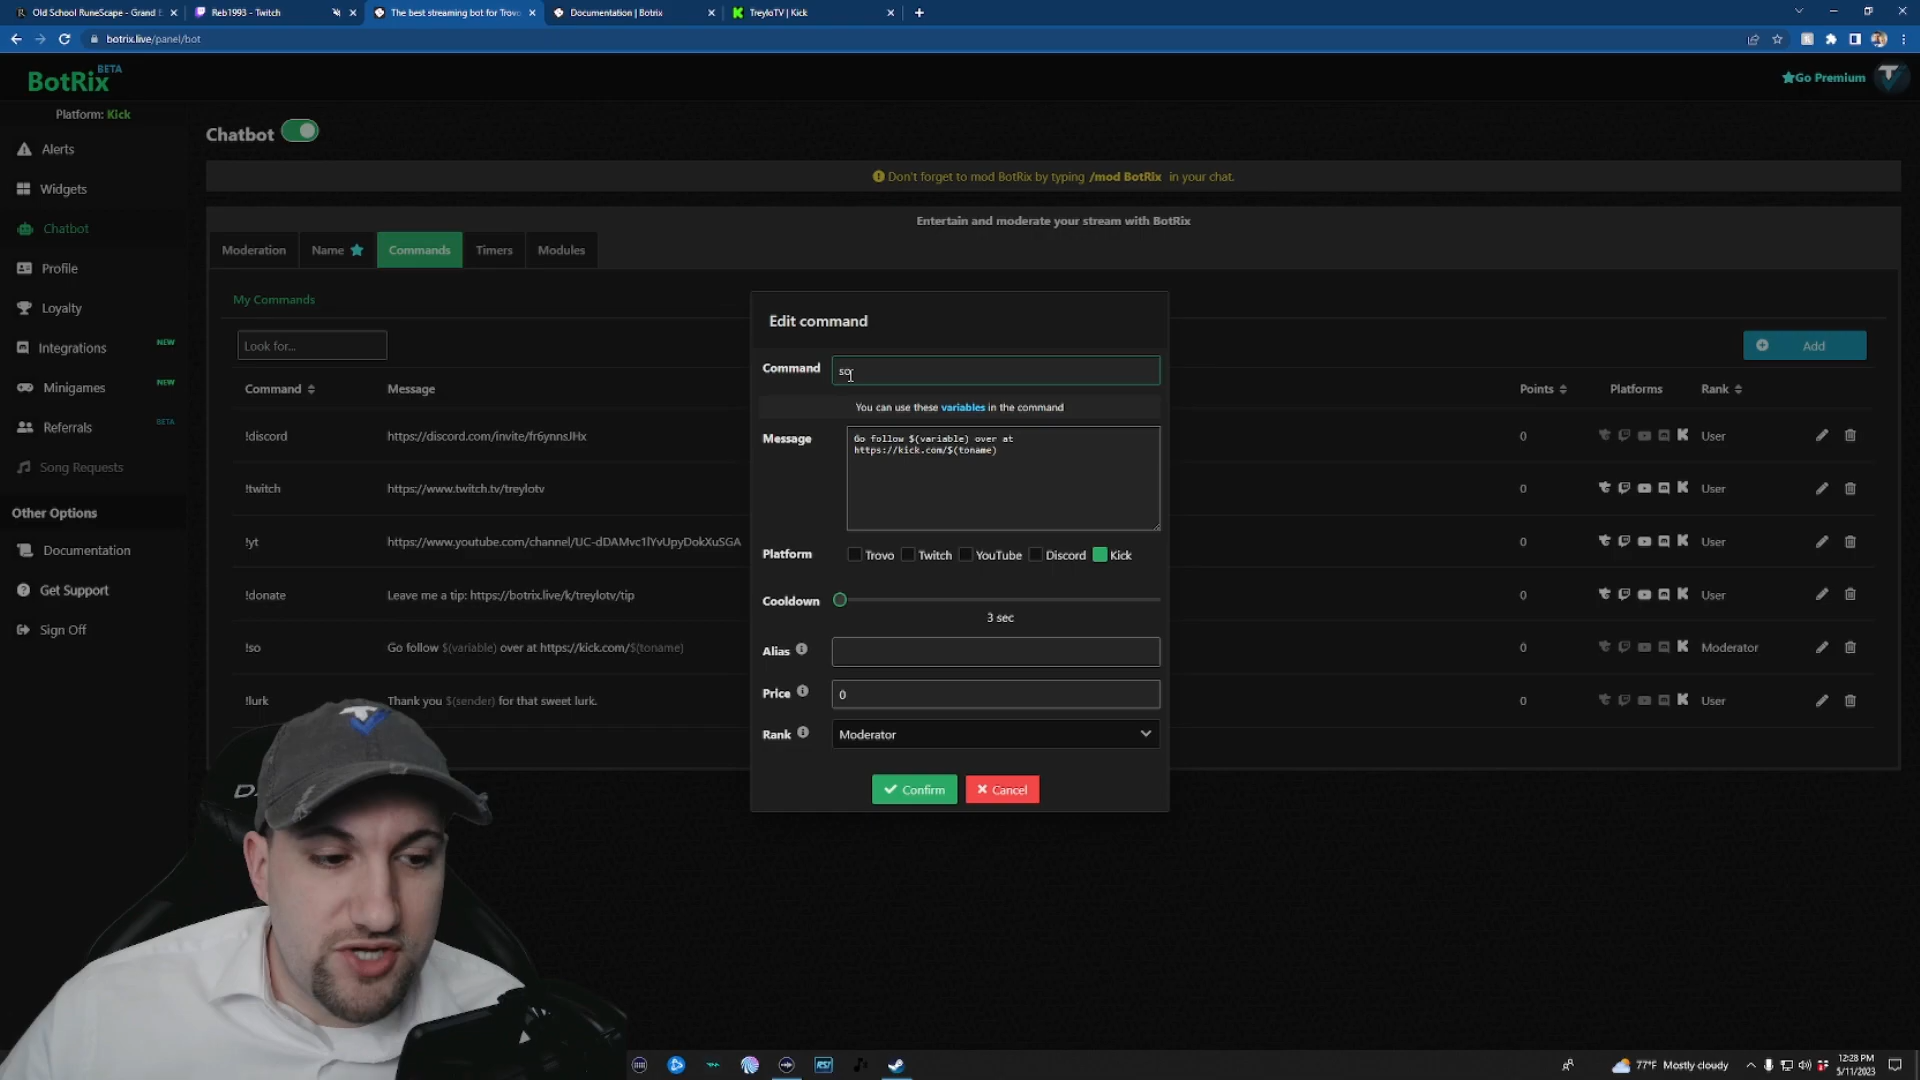 Old School RuneScape - Grand E
Reb1993 - Twitch
The best streaming bot for Trovo
Documentation | Botrix
TreyloTV | Kick
botrix.live/panel/bot
BotRix BETA
Go Premium
Platform: Kick
Alerts
Widgets
Chatbot
Profile
Loyalty
Integrations NEW
Minigames NEW
Referrals BETA
Song Requests
Other Options
Documentation
Get Support
Sign Off
Chatbot
Don't forget to mod BotRix by typing /mod BotRix in your chat.
Entertain and moderate your stream with BotRix
Moderation Name Commands Timers Modules
My Commands
Look for...
Add
Command Message Points Platforms Rank
!discord https://discord.com/invite/fr6ynnsJHx 0 User
!twitch https://www.twitch.tv/treylotv 0 User
!yt https://www.youtube.com/channel/UC-dDAMvc1lYvUpyDokXuSGA 0 User
!donate Leave me a tip: https://botrix.live/k/treylotv/tip 0 User
!so Go follow $(variable) over at https://kick.com/$(toname) 0 Moderator
!lurk Thank you $(sender) for that sweet lurk. 0 User
Edit command
Command so
You can use these variables in the command
Message Go follow $(variable) over at
https://kick.com/$(toname)
Platform Trovo Twitch YouTube Discord Kick
Cooldown
3 sec
Alias
Price 0
Rank Moderator
Confirm Cancel
77°F Mostly cloudy
12:28 PM
5/11/2023